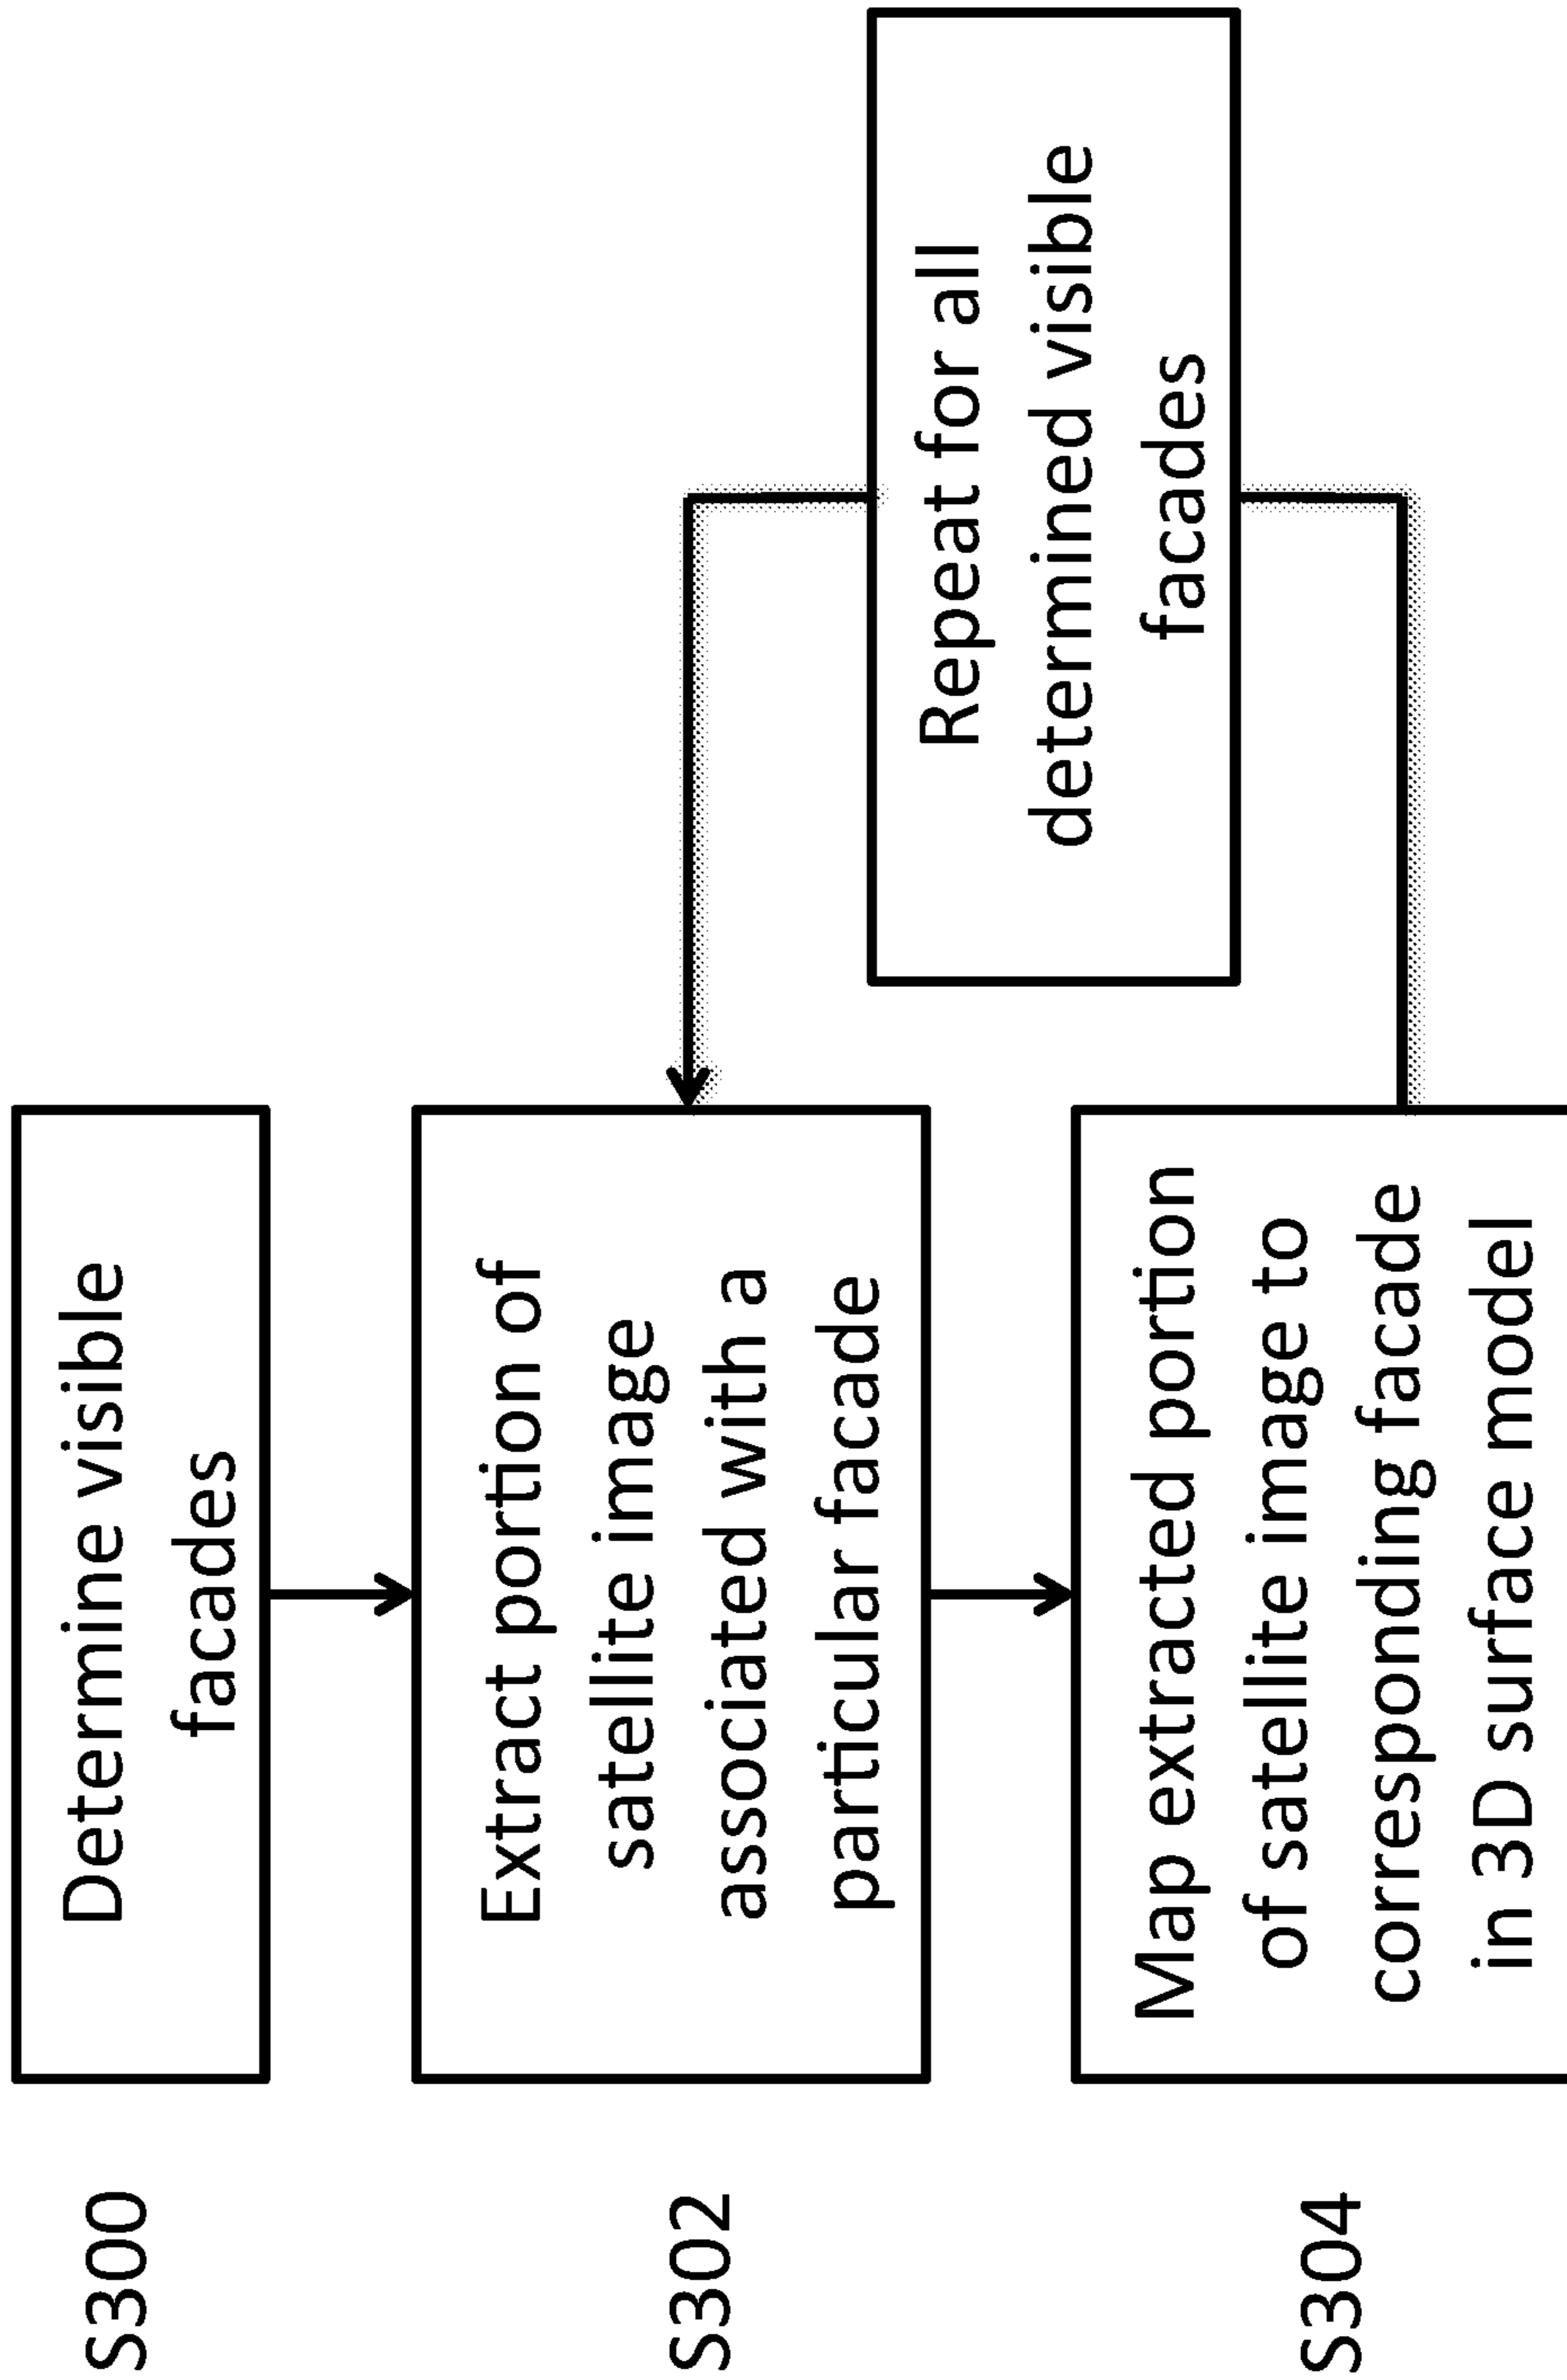 S300
Determine visible
facades
S302
Extract portion of
satellite image
associated with a
particular facade
Repeat for all
determined visible
facades
S304
Map extracted portion
of satellite image to
corresponding facade
in 3D surface model